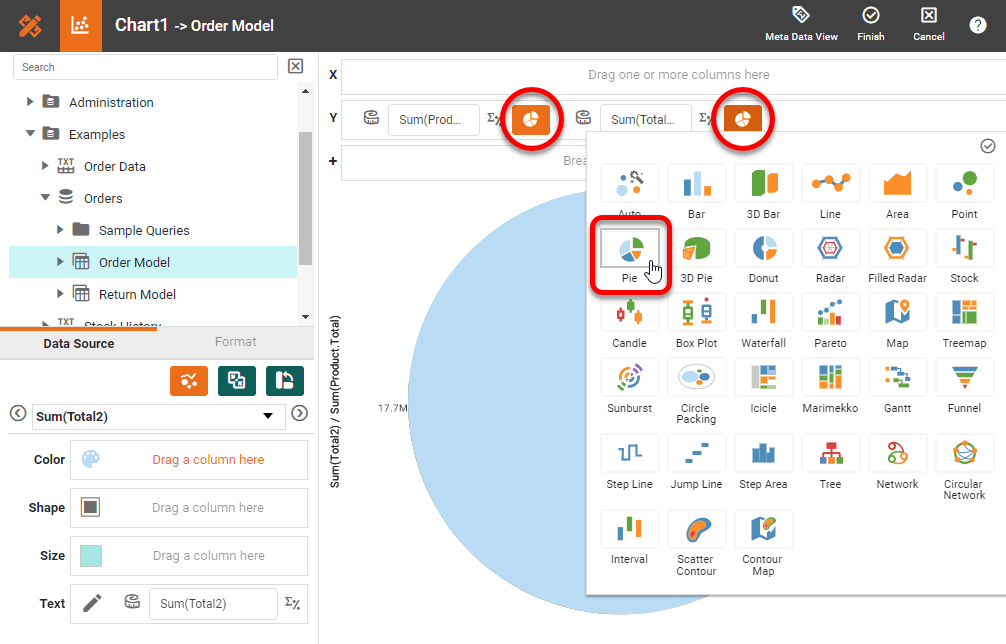 Chart1 -> Order Model
Meta Data View
Finish
Cancel
?
Search
Administration
Examples
TXT Order Data
Orders
Sample Queries
Order Model
Return Model
TXT Stock History
Data Source
Format
Sum(Total2)
Color
Drag a column here
Shape
Drag a column here
Size
Drag a column here
Text
Sum(Total2)
X
Drag one or more columns here
Y
Sum(Prod...
Sum(Total...
+
Brea
Sum(Total2) / Sum(Product.Total)
17.7M
Auto
Bar
3D Bar
Line
Area
Point
Pie
3D Pie
Donut
Radar
Filled Radar
Stock
Candle
Box Plot
Waterfall
Pareto
Map
Treemap
Sunburst
Circle
Packing
Icicle
Marimekko
Gantt
Funnel
Step Line
Jump Line
Step Area
Tree
Network
Circular
Network
Interval
Scatter
Contour
Contour
Map